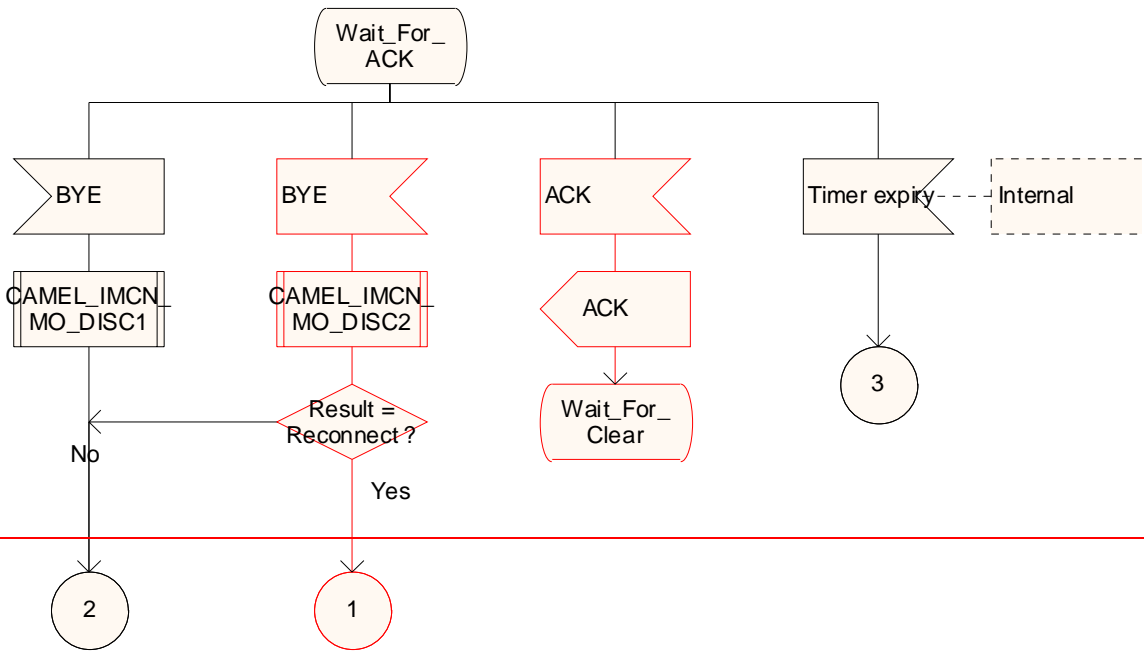 Wait_For_
ACK
BYE
BYE
ACK
Timer expiry
Internal
CAMEL_IMCN_
MO_DISC1
CAMEL_IMCN_
MO_DISC2
ACK
3
Result =
Reconnect ?
Wait_For_
Clear
No
Yes
2
1